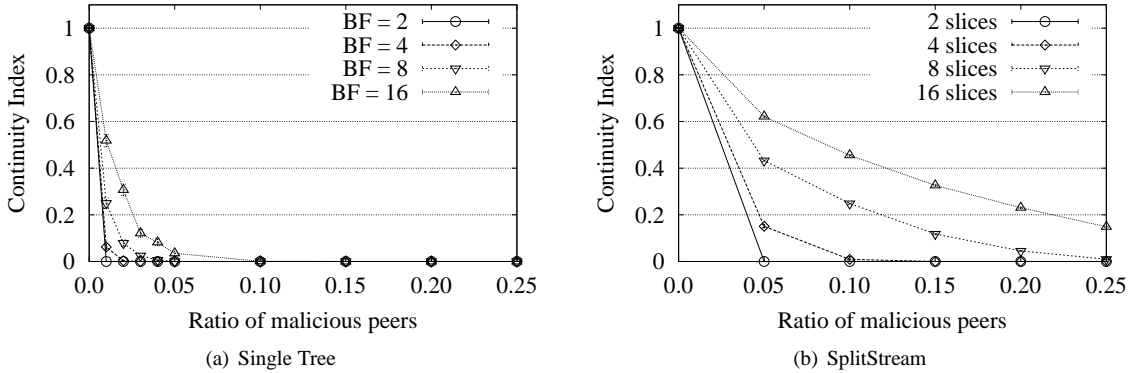 1
0.8
0.6
0.4
0.2
0
Continuity Index
0.0 0.05 0.10 0.15 0.20 0.25
Ratio of malicious peers
BF = 2
BF = 4
BF = 8
BF = 16
(a) Single Tree
1
0.8
0.6
0.4
0.2
0
Continuity Index
0.0 0.05 0.10 0.15 0.20 0.25
Ratio of malicious peers
2 slices
4 slices
8 slices
16 slices
(b) SplitStream